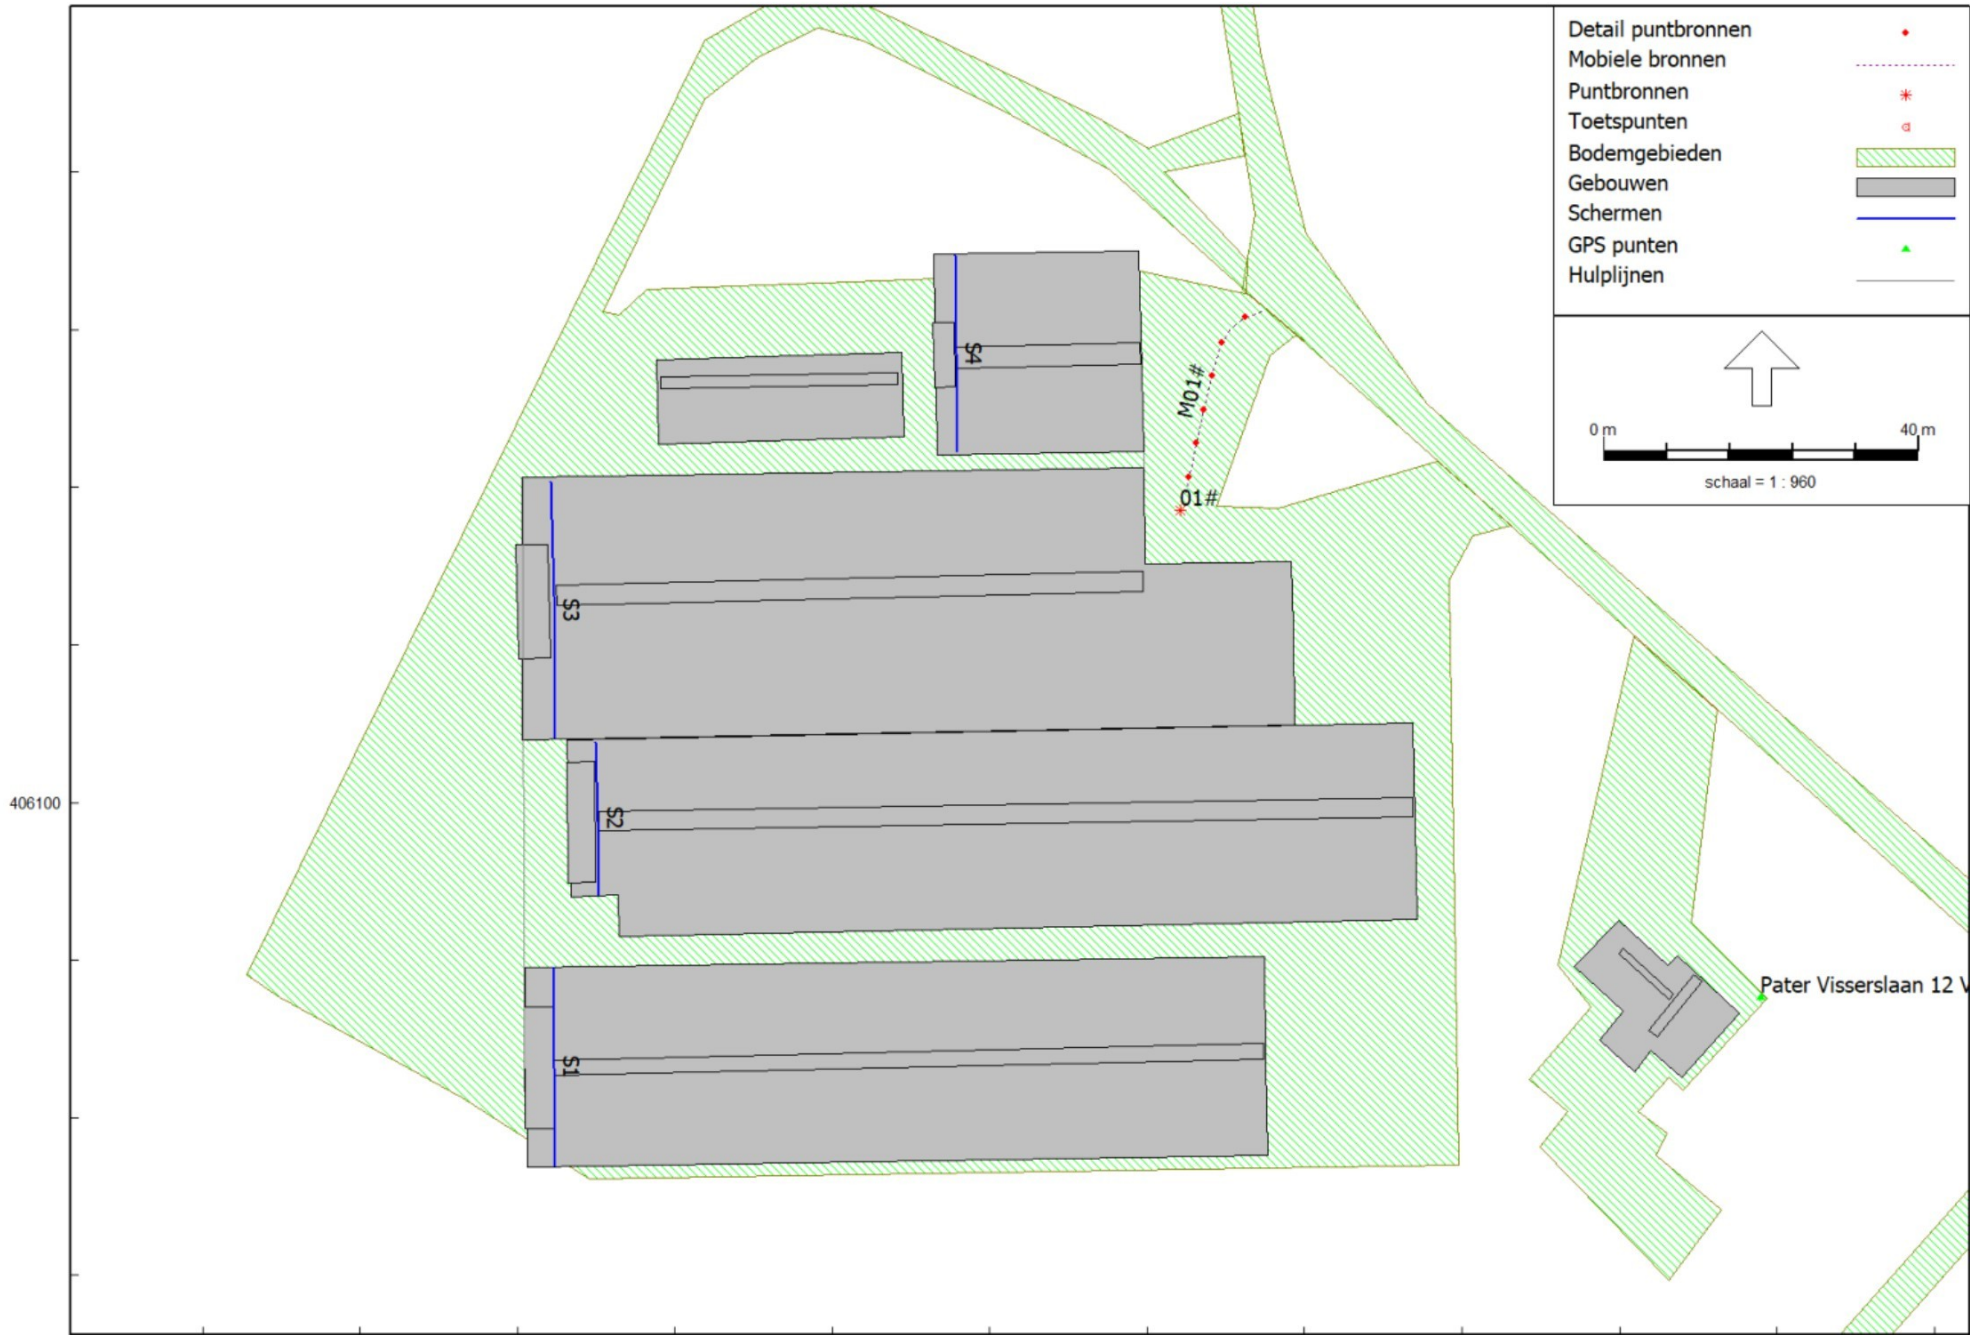 Detail puntbronnen
Mobiele bronnen
Puntbronnen
Toetspunten
Bodemgebieden
Gebouwen
Schermen
GPS punten
Hulplijnen
0 m 40 m
schaal = 1 : 960
S4
M01#
01#
S3
406100
S2
Pater Visserslaan 12 V
S1